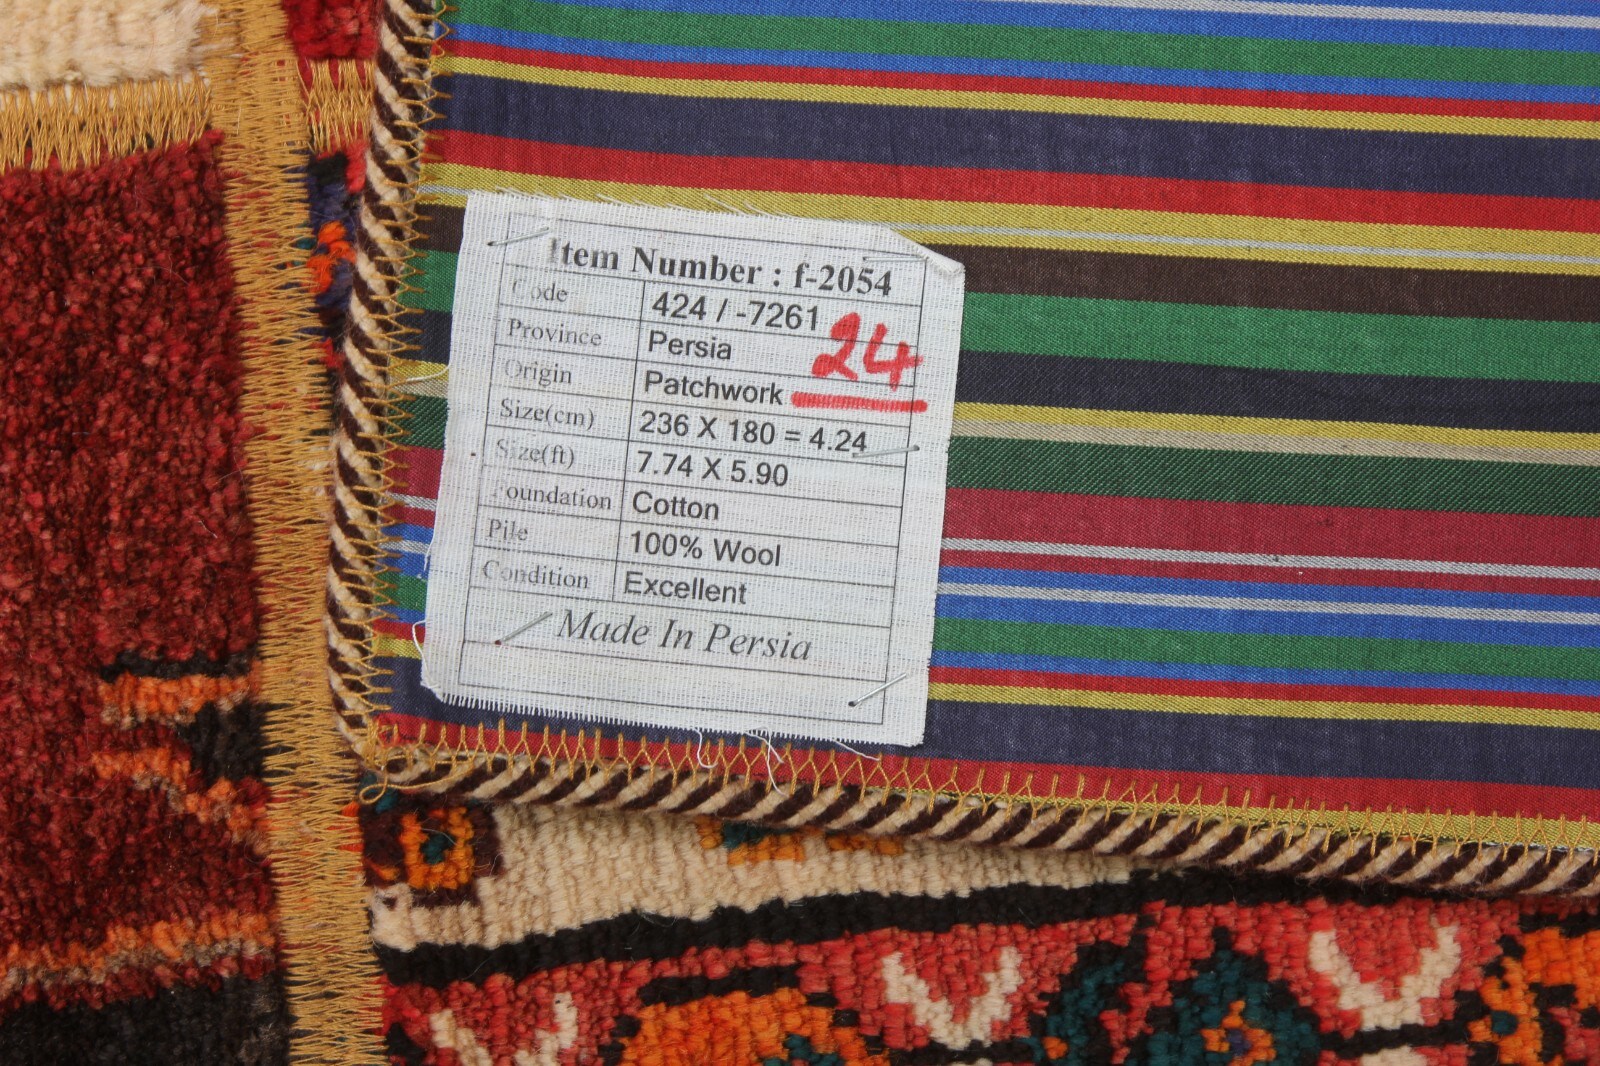 Item Number : f-2054
Code 424 / -7261
24
Province Persia
Origin Patchwork
Size(cm) 236 X 180 = 4.24
Size(ft) 7.74 X 5.90
Foundation Cotton
Pile 100% Wool
Condition Excellent
Made In Persia